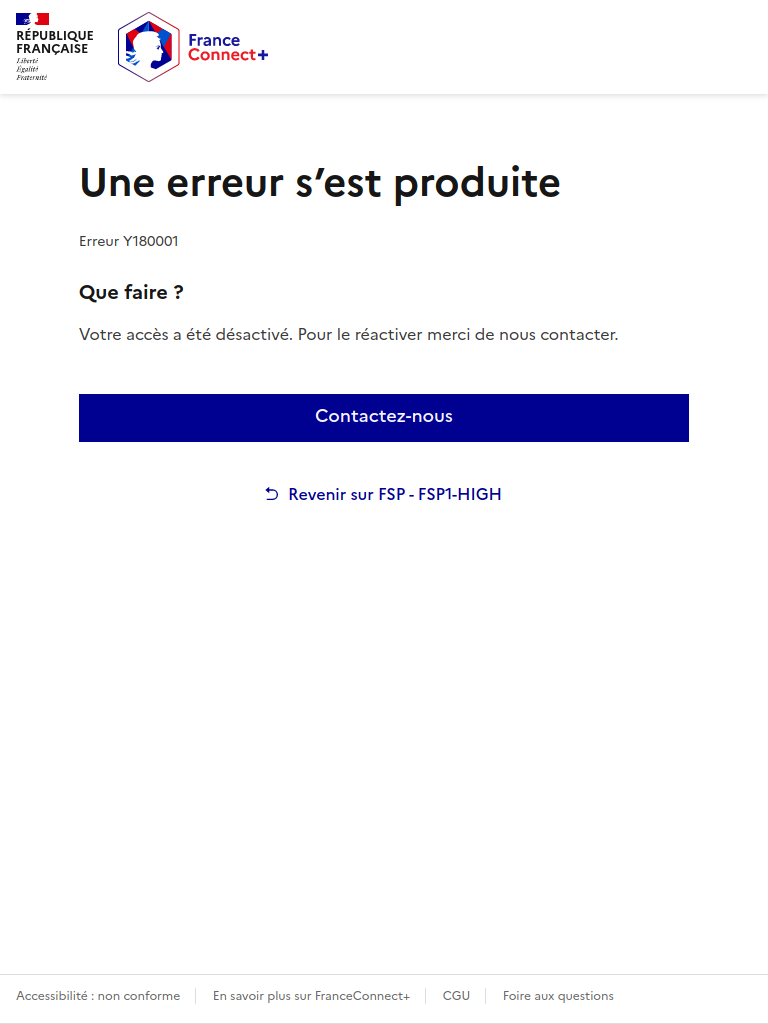 RÉPUBLIQUE
FRANÇAISE
Liberté
Égalité
Fraternité
France
Connect+
Une erreur s’est produite
Erreur Y180001
Que faire ?
Votre accès a été désactivé. Pour le réactiver merci de nous contacter.
Contactez-nous
Revenir sur FSP - FSP1-HIGH
Accessibilité : non conforme
En savoir plus sur FranceConnect+
CGU
Foire aux questions